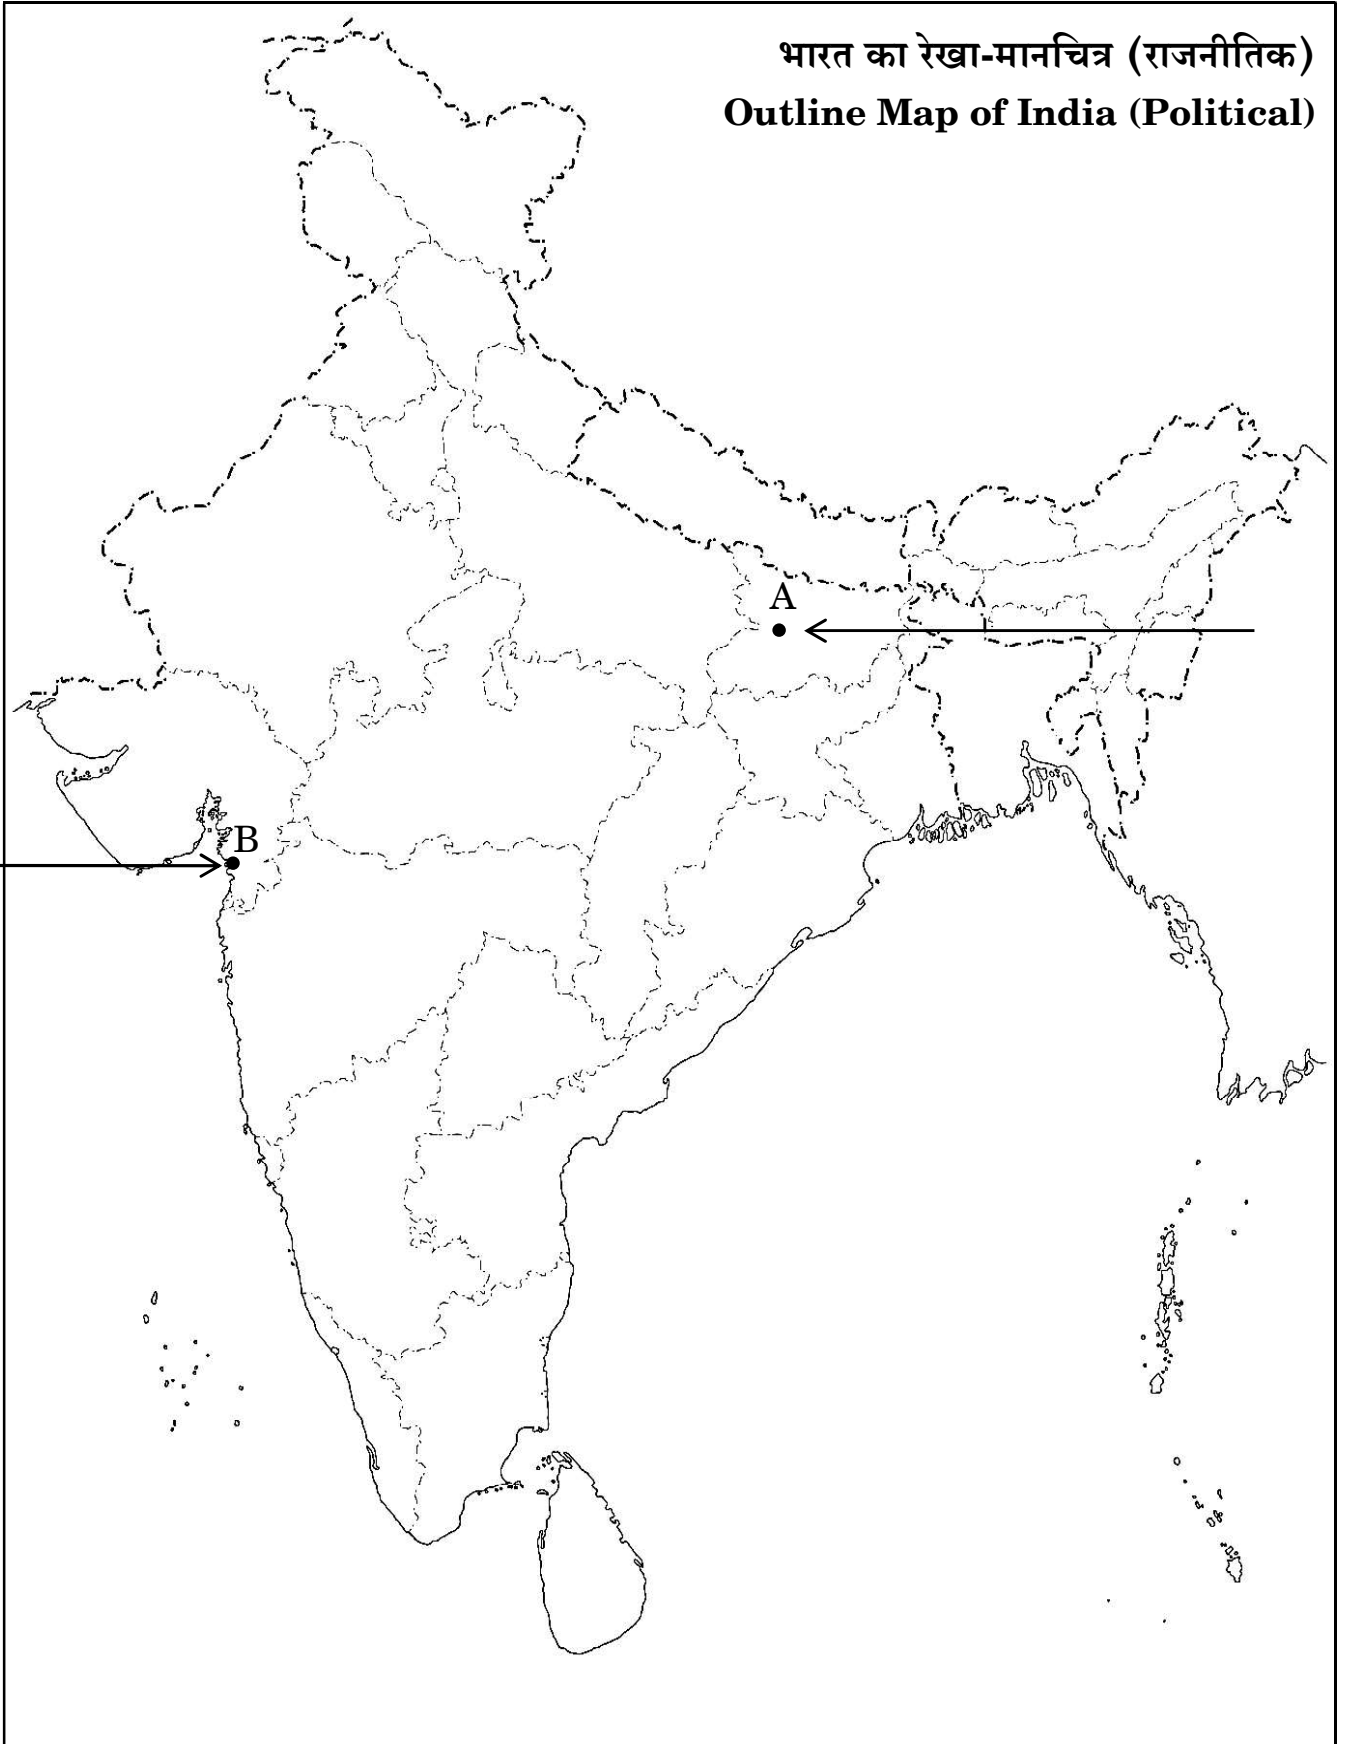 भारत का रेखा-मानचित्र (राजनीतिक)
Outline Map of India (Political)
A
B